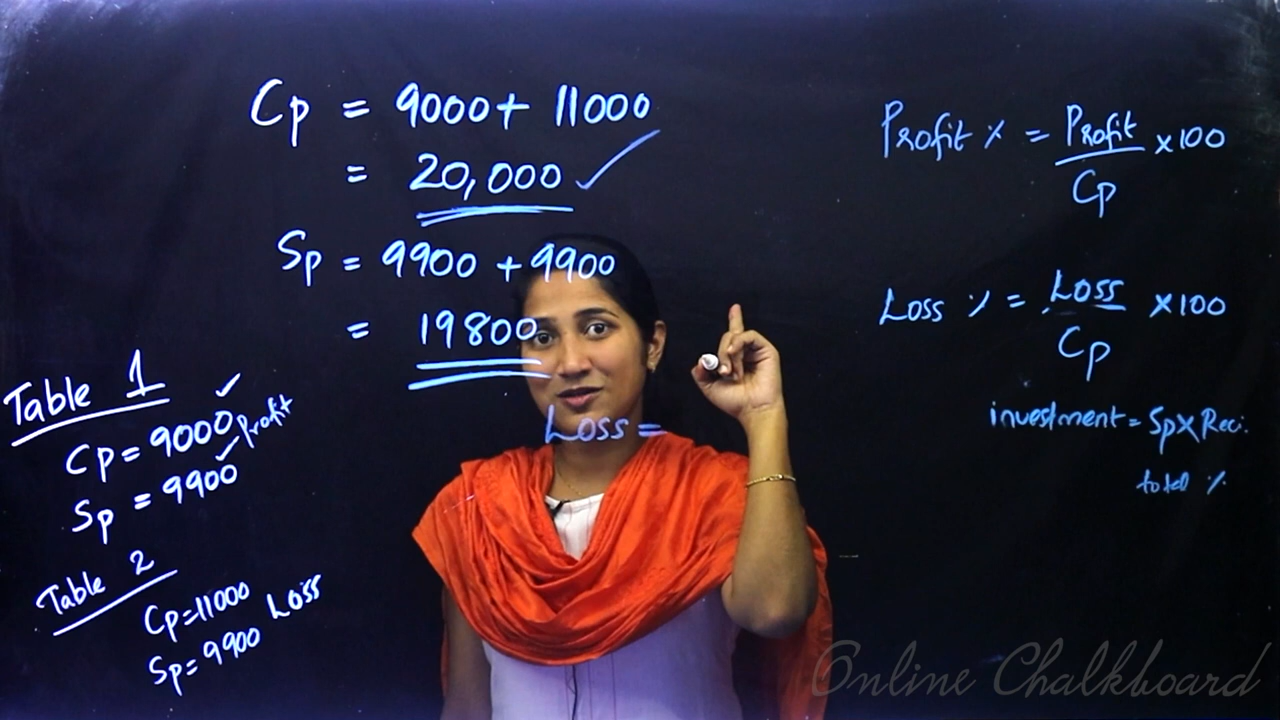 Cp = 9000 + 11000
= 20,000 ✓
Sp = 9900 + 9900
= 19800
Loss =
Table 1
Cp = 9000 ✓
Sp = 9900 ✓ Profit
Table 2
Cp = 11000
Sp = 9900 Loss
Profit % = Profit / Cp × 100
Loss % = Loss / Cp × 100
investment = Sp × Reci.
total %
Online Chalkboard